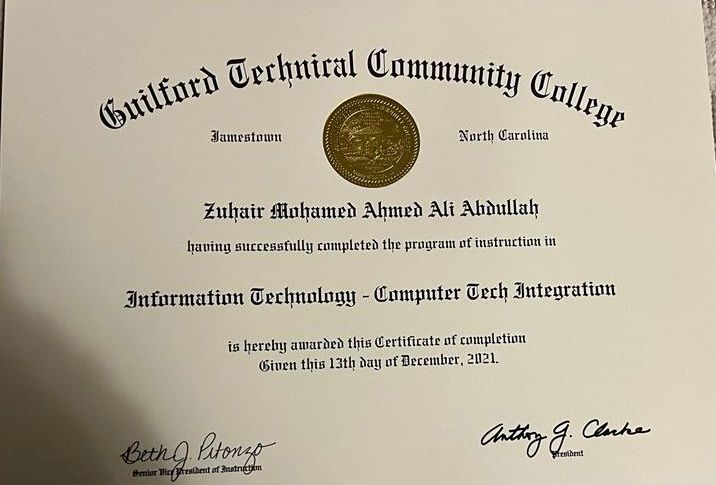 Guilford Technical Community College
Jamestown North Carolina
Zuhair Mohamed Ahmed Ali Abdullah
having successfully completed the program of instruction in
Information Technology - Computer Tech Integration
is hereby awarded this Certificate of completion
Given this 13th day of December, 2021.
Beth J. Pitonzo Anthony G. Clarke
Senior Vice President of Instruction President